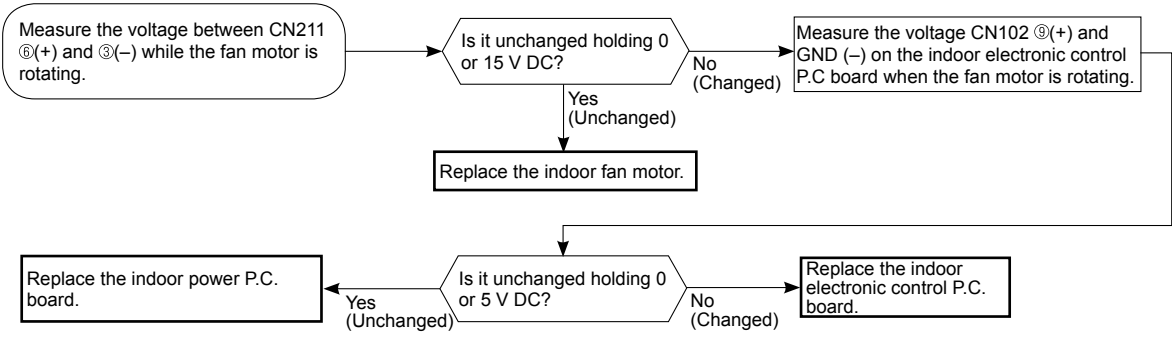 Measure the voltage between CN211
⑥(+) and ③(–) while the fan motor is
rotating.
Is it unchanged holding 0
or 15 V DC?
No
(Changed)
Measure the voltage CN102 ⑨(+) and
GND (–) on the indoor electronic control
P.C board when the fan motor is rotating.
Yes
(Unchanged)
Replace the indoor fan motor.
Replace the indoor power P.C.
board.
Yes
(Unchanged)
Is it unchanged holding 0
or 5 V DC?
No
(Changed)
Replace the indoor
electronic control P.C.
board.